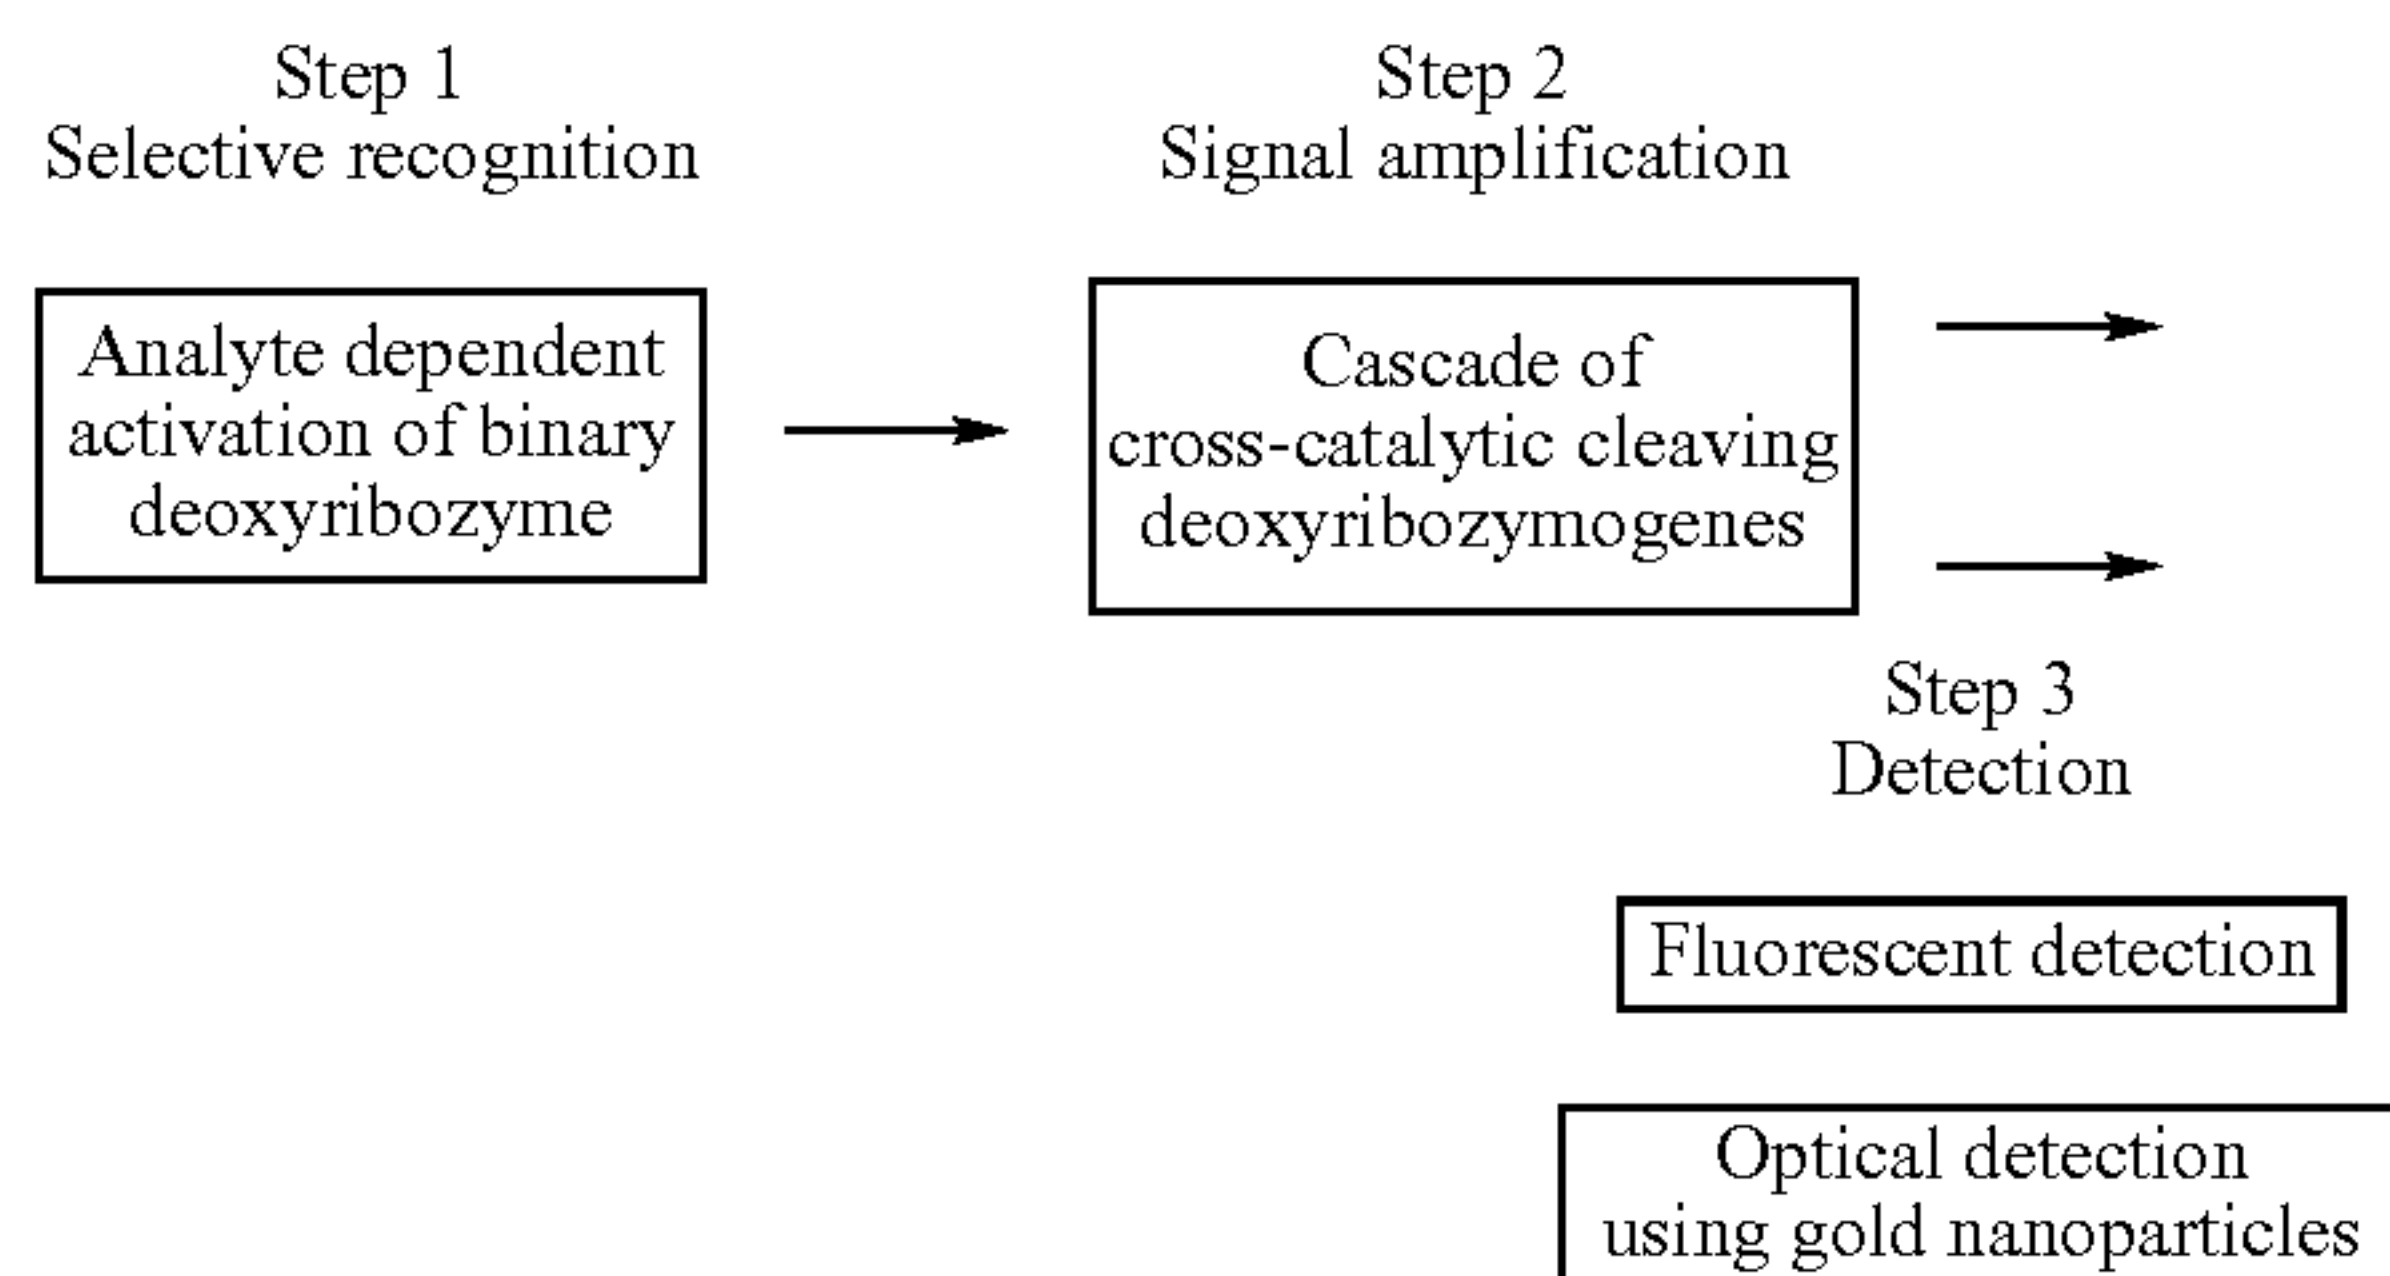 Step 1
Selective recognition
Analyte dependent
activation of binary
deoxyribozyme
Step 2
Signal amplification
Cascade of
cross-catalytic cleaving
deoxyribozymogenes
Step 3
Detection
Fluorescent detection
Optical detection
using gold nanoparticles